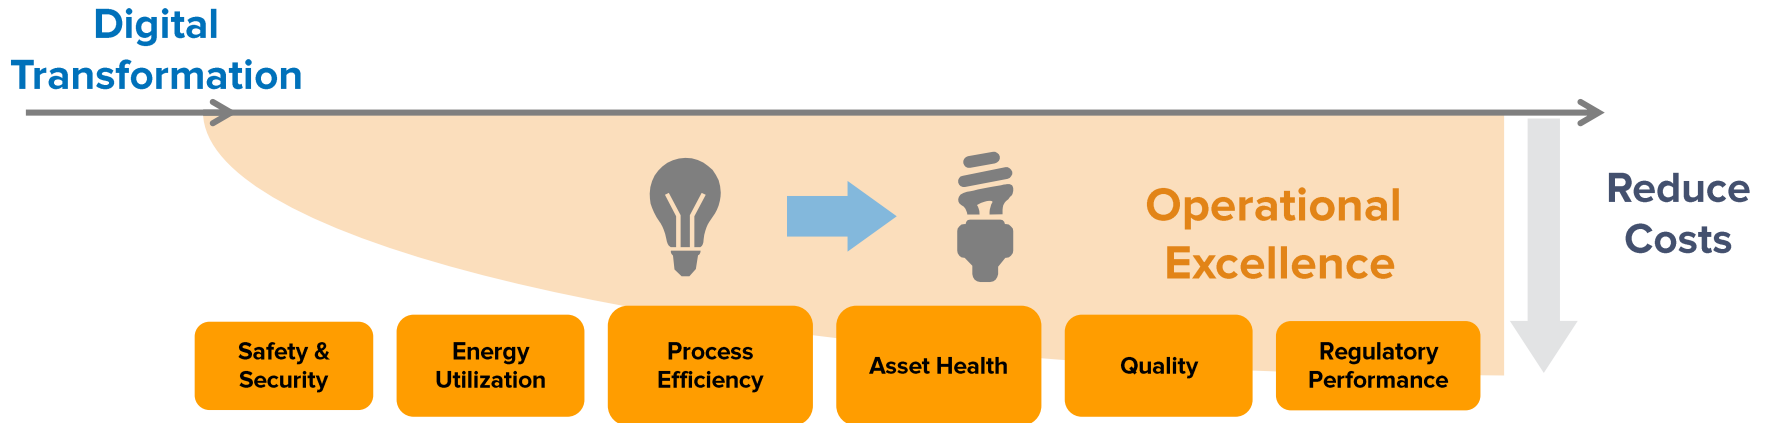 Digital
Transformation
Operational
Excellence
Reduce
Costs
Safety &
Security
Energy
Utilization
Process
Efficiency
Asset Health
Quality
Regulatory
Performance